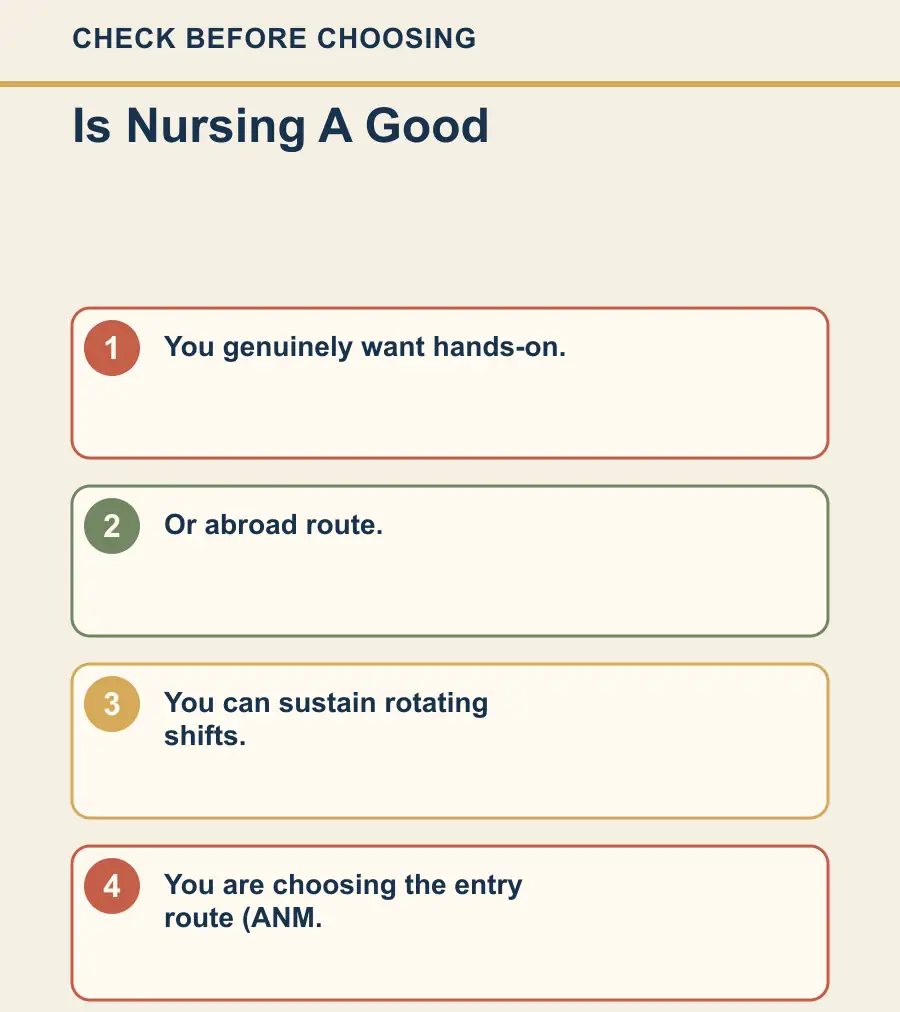 CHECK BEFORE CHOOSING
Is Nursing A Good
1
You genuinely want hands-on.
2
Or abroad route.
3
You can sustain rotating
shifts.
4
You are choosing the entry
route (ANM.